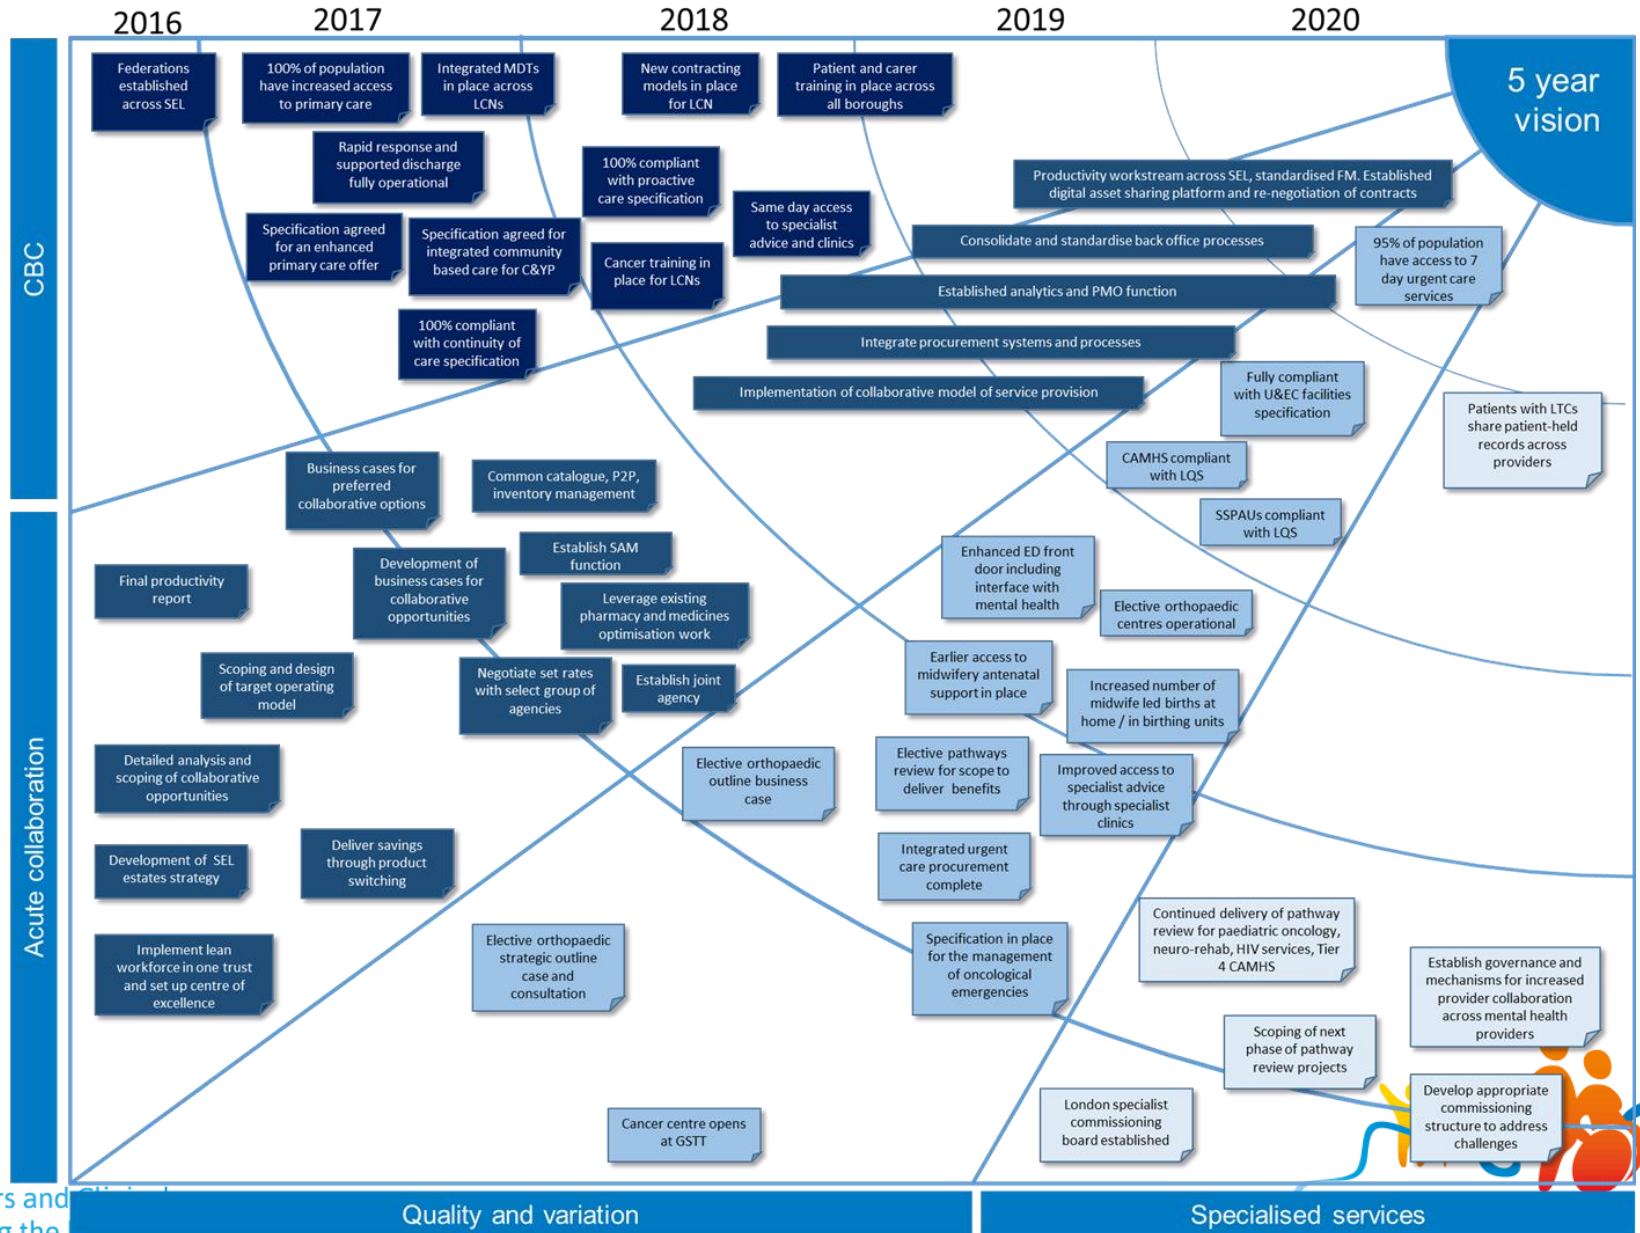 2016
2017
2018
2019
2020
5 year
vision
CBC
Acute collaboration
Federations
established
across SEL
100% of population
have increased access
to primary care
Integrated MDTs
in place across
LCNs
New contracting
models in place
for LCN
Patient and carer
training in place across
all boroughs
Rapid response and
supported discharge
fully operational
100% compliant
with proactive
care specification
Same day access
to specialist
advice and clinics
Specification agreed
for an enhanced
primary care offer
Specification agreed for
integrated community
based care for C&YP
Cancer training in
place for LCNs
100% compliant
with continuity of
care specification
Productivity workstream across SEL, standardised FM. Established
digital asset sharing platform and re-negotiation of contracts
Consolidate and standardise back office processes
Established analytics and PMO function
Integrate procurement systems and processes
Implementation of collaborative model of service provision
95% of population
have access to 7
day urgent care
services
Fully compliant
with U&EC facilities
specification
Patients with LTCs
share patient-held
records across
providers
CAMHS compliant
with LQS
SSPAUs compliant
with LQS
Business cases for
preferred
collaborative options
Common catalogue, P2P,
inventory management
Establish SAM
function
Development of
business cases for
collaborative
opportunities
Final productivity
report
Leverage existing
pharmacy and medicines
optimisation work
Enhanced ED front
door including
interface with
mental health
Elective orthopaedic
centres operational
Scoping and design
of target operating
model
Negotiate set rates
with select group of
agencies
Establish joint
agency
Earlier access to
midwifery antenatal
support in place
Increased number of
midwife led births at
home / in birthing units
Detailed analysis and
scoping of collaborative
opportunities
Elective orthopaedic
outline business
case
Elective pathways
review for scope to
deliver benefits
Improved access to
specialist advice
through specialist
clinics
Development of SEL
estates strategy
Deliver savings
through product
switching
Integrated urgent
care procurement
complete
Implement lean
workforce in one trust
and set up centre of
excellence
Elective orthopaedic
strategic outline
case and
consultation
Specification in place
for the management
of oncological
emergencies
Continued delivery of pathway
review for paediatric oncology,
neuro-rehab, HIV services, Tier
4 CAMHS
Establish governance and
mechanisms for increased
provider collaboration
across mental health
providers
Scoping of next
phase of pathway
review projects
Cancer centre opens
at GSTT
London specialist
commissioning
board established
Develop appropriate
commissioning
structure to address
challenges
rs and
g the
Quality and variation
Specialised services